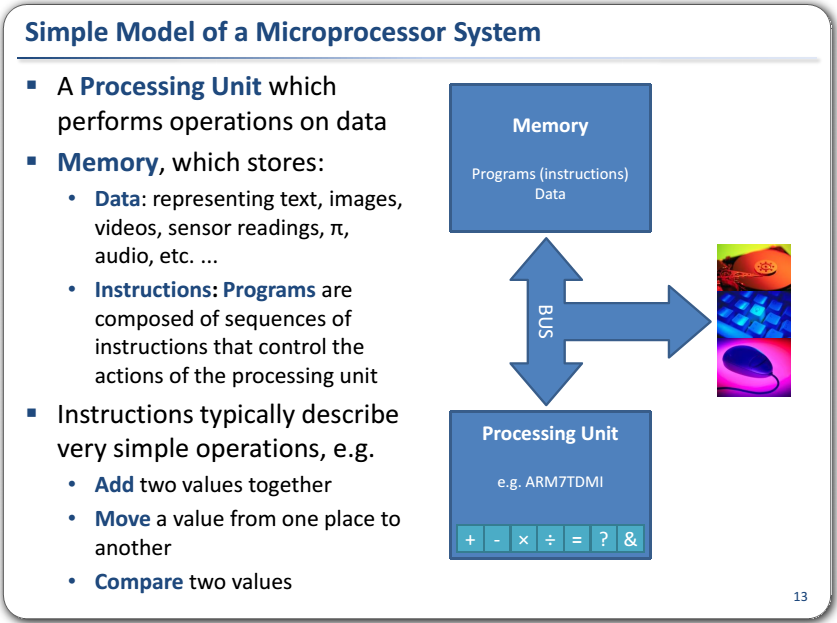 Simple Model of a Microprocessor System
▪ A Processing Unit which
performs operations on data
▪ Memory, which stores:
• Data: representing text, images,
videos, sensor readings, π,
audio, etc. ...
• Instructions: Programs are
composed of sequences of
instructions that control the
actions of the processing unit
▪ Instructions typically describe
very simple operations, e.g.
• Add two values together
• Move a value from one place to
another
• Compare two values
Memory
Programs (instructions)
Data
BUS
Processing Unit
e.g. ARM7TDMI
+ - × ÷ = ? &
13